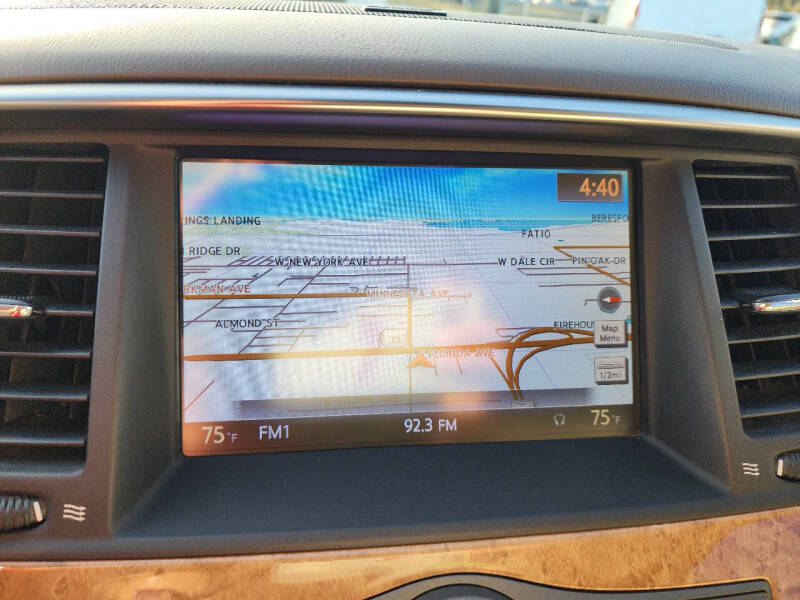 4:40
INGS LANDING
BERESFO
FATIO
RIDGE DR
W NEW YORK AVE
W DALE CIR
PIN OAK DR
RKMAN AVE
MINNESOTA AVE
ALMOND ST
FIREHOU
Map
Menu
FLORIDA AVE
1/2mi
75°F
FM1
92.3 FM
75°F